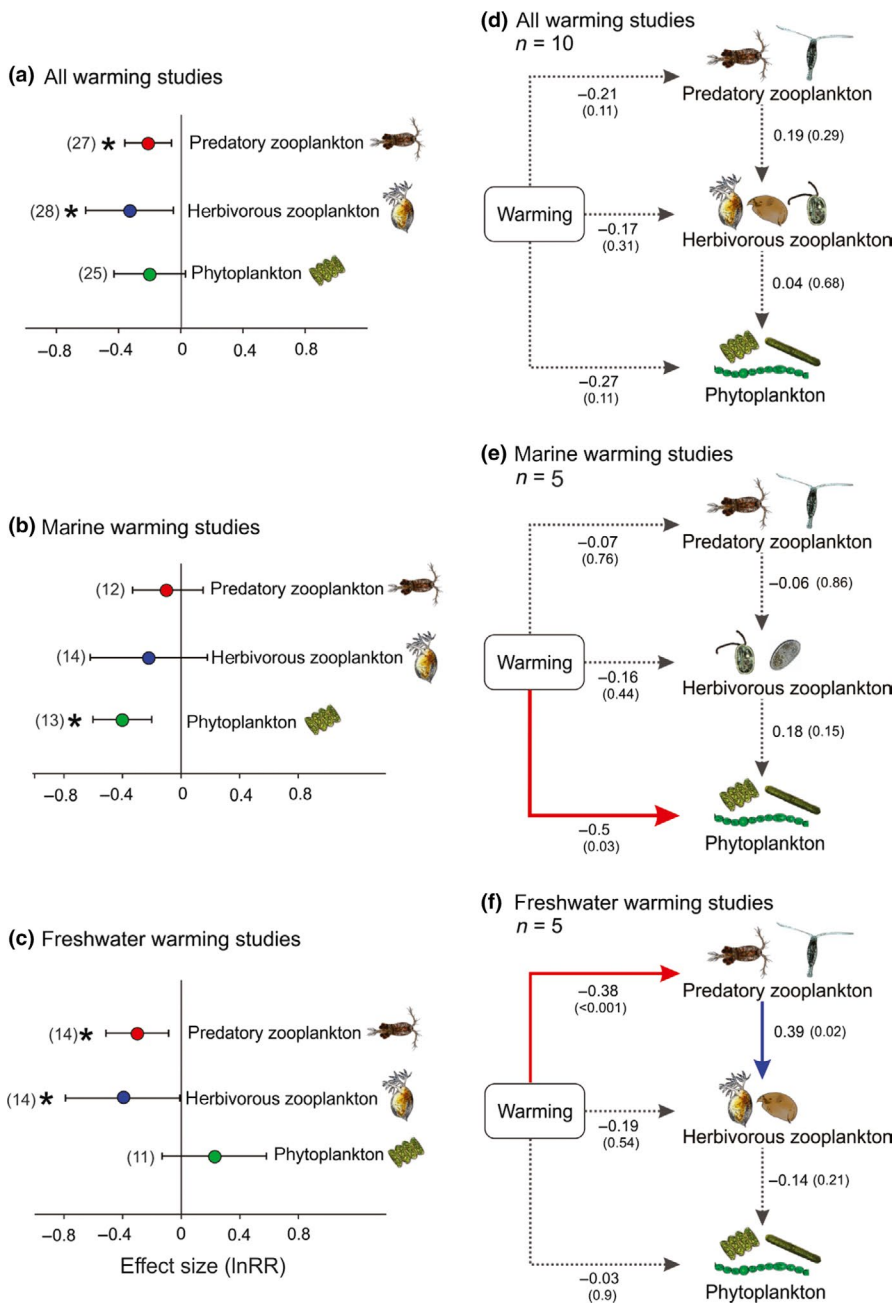 (a) All warming studies
(27) * Predatory zooplankton
(28) * Herbivorous zooplankton
(25) Phytoplankton
−0.8 −0.4 0 0.4 0.8
(b) Marine warming studies
(12) Predatory zooplankton
(14) Herbivorous zooplankton
(13) * Phytoplankton
−0.8 −0.4 0 0.4 0.8
(c) Freshwater warming studies
(14) * Predatory zooplankton
(14) * Herbivorous zooplankton
(11) Phytoplankton
−0.8 −0.4 0 0.4 0.8
Effect size (lnRR)
(d) All warming studies
n = 10
−0.21
(0.11)
Predatory zooplankton
0.19 (0.29)
Warming
−0.17
(0.31)
Herbivorous zooplankton
0.04 (0.68)
−0.27
(0.11)
Phytoplankton
(e) Marine warming studies
n = 5
−0.07
(0.76)
Predatory zooplankton
−0.06 (0.86)
Warming
−0.16
(0.44)
Herbivorous zooplankton
0.18 (0.15)
−0.5
(0.03)
Phytoplankton
(f) Freshwater warming studies
n = 5
−0.38
(<0.001)
Predatory zooplankton
0.39 (0.02)
Warming
−0.19
(0.54)
Herbivorous zooplankton
−0.14 (0.21)
−0.03
(0.9)
Phytoplankton